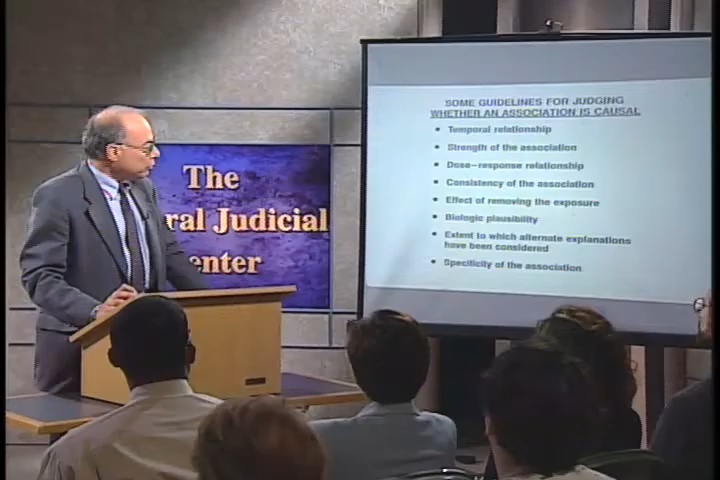 The
ral Judicial
enter
SOME GUIDELINES FOR JUDGING
WHETHER AN ASSOCIATION IS CAUSAL
• Temporal relationship
• Strength of the association
• Dose-response relationship
• Consistency of the association
• Effect of removing the exposure
• Biologic plausibility
• Extent to which alternate explanations
have been considered
• Specificity of the association